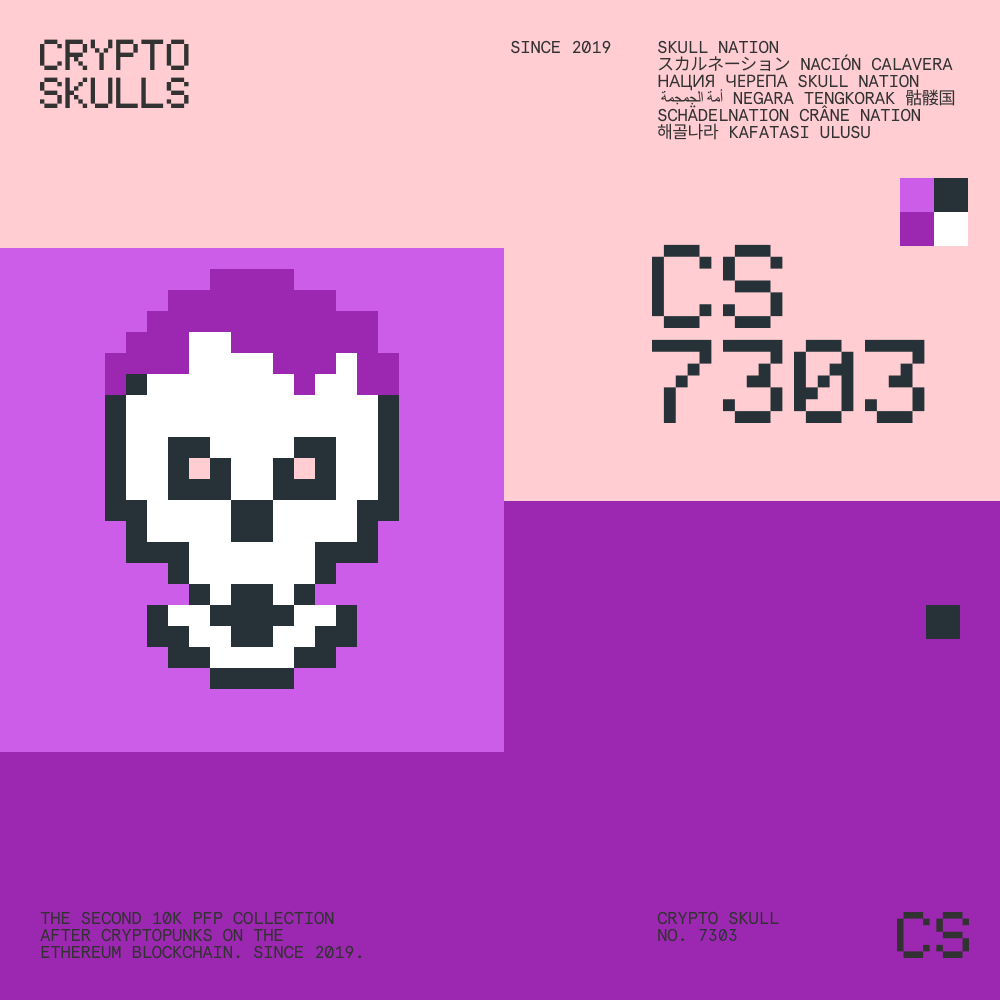 CRYPTO
SKULLS
SINCE 2019
SKULL NATION
スカルネーション NACIÓN CALAVERA
НАЦИЯ ЧЕРЕПА SKULL NATION
أمة الجمجمة NEGARA TENGKORAK 骷髅国
SCHÄDELNATION CRÂNE NATION
해골나라 KAFATASI ULUSU
CS
7303
THE SECOND 10K PFP COLLECTION
AFTER CRYPTOPUNKS ON THE
ETHEREUM BLOCKCHAIN. SINCE 2019.
CRYPTO SKULL
NO. 7303
CS